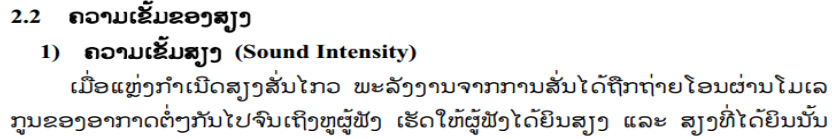 2.2 ຄວາມເຂັ້ມຂອງສຽງ
1) ຄວາມເຂັ້ມສຽງ (Sound Intensity)
ເມື່ອແຫຼ່ງກຳເນີດສຽງສັ່ນໄກວ ພະລັງງານຈາກການສັ່ນໄດ້ຖືກຖ່າຍໂອນຜ່ານໂມເລ
ກູນຂອງອາກາດຕໍ່ໆກັນໄປຈົນເຖິງຫູຜູ້ຟັງ ເຮັດໃຫ້ຜູ້ຟັງໄດ້ຍິນສຽງ ແລະ ສຽງທີ່ໄດ້ຍິນນັ້ນ